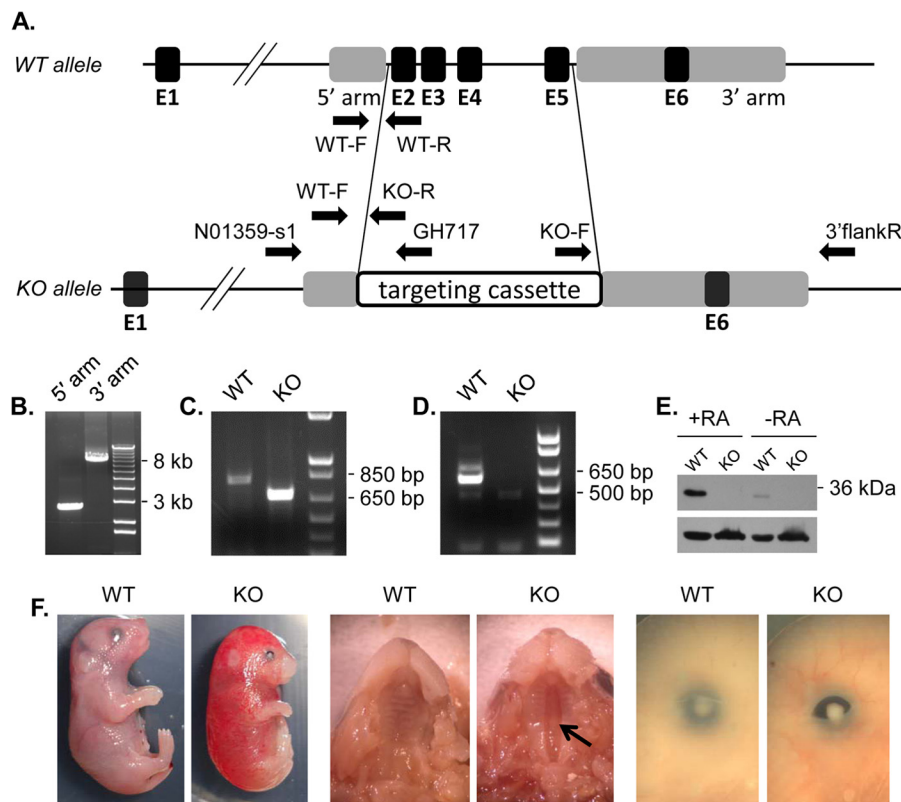 A.
WT allele
E1
5' arm
E2
E3
E4
E5
E6
3' arm
WT-F
WT-R
WT-F
KO-R
N01359-s1
GH717
KO-F
3'flankR
KO allele
targeting cassette
E1
E6
B.
5' arm
3' arm
8 kb
3 kb
C.
WT
KO
850 bp
650 bp
D.
WT
KO
650 bp
500 bp
E.
+RA
-RA
WT
KO
WT
KO
36 kDa
F.
WT
KO
WT
KO
WT
KO